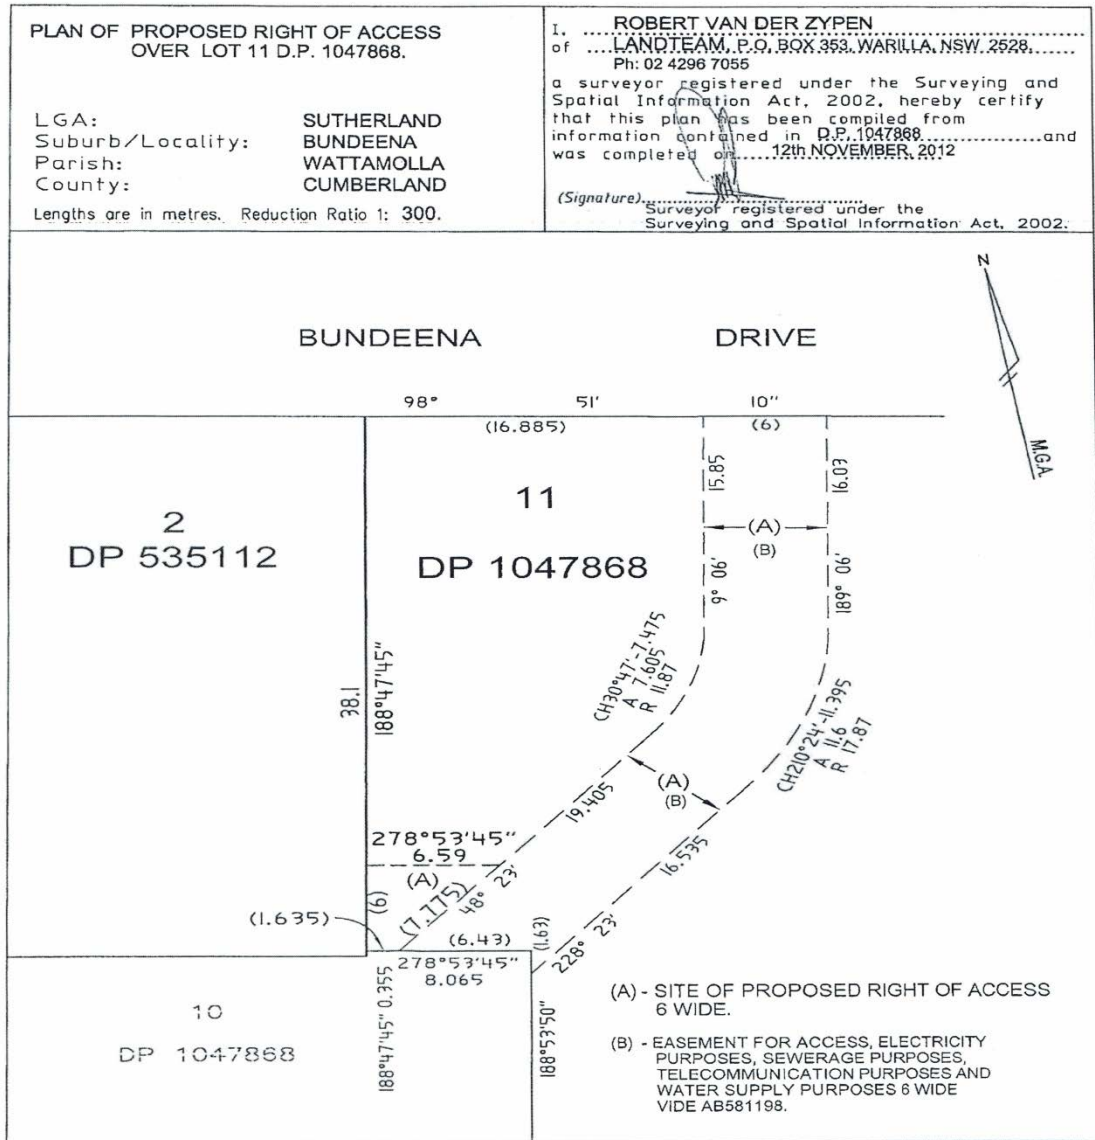 PLAN OF PROPOSED RIGHT OF ACCESS
OVER LOT 11 D.P. 1047868.
LGA: SUTHERLAND
Suburb/Locality: BUNDEENA
Parish: WATTAMOLLA
County: CUMBERLAND
Lengths are in metres. Reduction Ratio 1: 300.
I, ROBERT VAN DER ZYPEN
of LANDTEAM, P.O. BOX 353, WARILLA, NSW. 2528.
Ph: 02 4296 7055
a surveyor registered under the Surveying and
Spatial Information Act, 2002, hereby certify
that this plan has been compiled from
information contained in D.P. 1047868 and
was completed on 12th NOVEMBER, 2012
(Signature)
Surveyor registered under the
Surveying and Spatial Information Act, 2002.
N
M.G.A.
BUNDEENA DRIVE
98° 51' 10"
(16.885) (6)
15.85
16.03
2
DP 535112
11
DP 1047868
(A)
(B)
9° 06'
189° 06'
CH30°47'-7.475
A 7.605
R 11.87
CH210°24'-11.395
A 11.6
R 17.87
38.1
188°47'45"
(A)
(B)
19.405
16.535
278°53'45"
6.59
(A)
(6)
(7.775)
48° 23'
(1.635)
(6.43)
(1.63)
228° 23'
278°53'45"
8.065
188°47'45" 0.355
188°53'50"
10
DP 1047868
(A) - SITE OF PROPOSED RIGHT OF ACCESS
6 WIDE.
(B) - EASEMENT FOR ACCESS, ELECTRICITY
PURPOSES, SEWERAGE PURPOSES,
TELECOMMUNICATION PURPOSES AND
WATER SUPPLY PURPOSES 6 WIDE
VIDE AB581198.